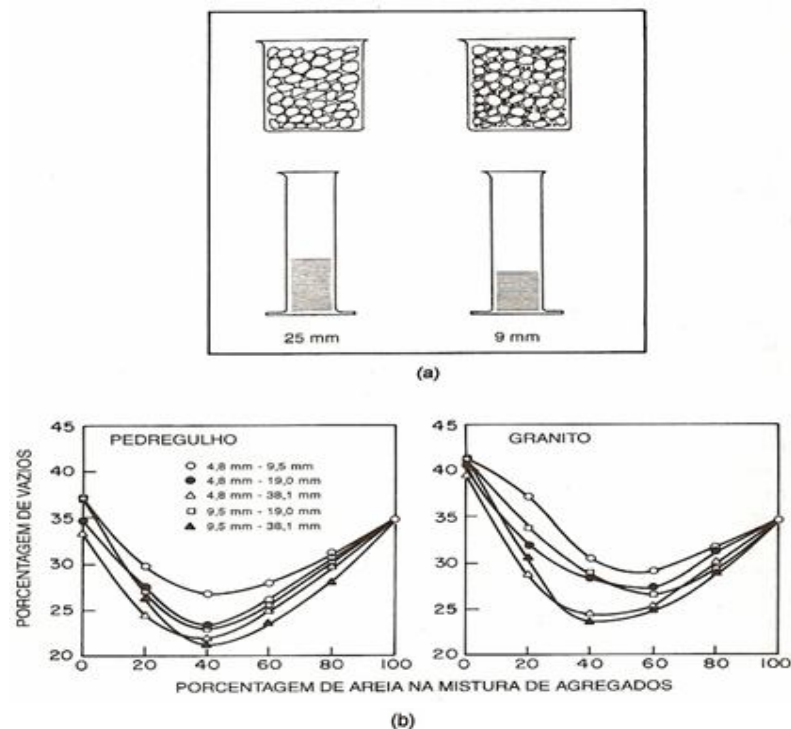 25 mm
9 mm
(a)
PORCENTAGEM DE VAZIOS
45
40
35
30
25
20
PEDREGULHO
4,8 mm - 9,5 mm
4,8 mm - 19,0 mm
4,8 mm - 38,1 mm
9,5 mm - 19,0 mm
9,5 mm - 38,1 mm
0 20 40 60 80 100
45
40
35
30
25
20
GRANITO
0 20 40 60 80 100
PORCENTAGEM DE AREIA NA MISTURA DE AGREGADOS
(b)